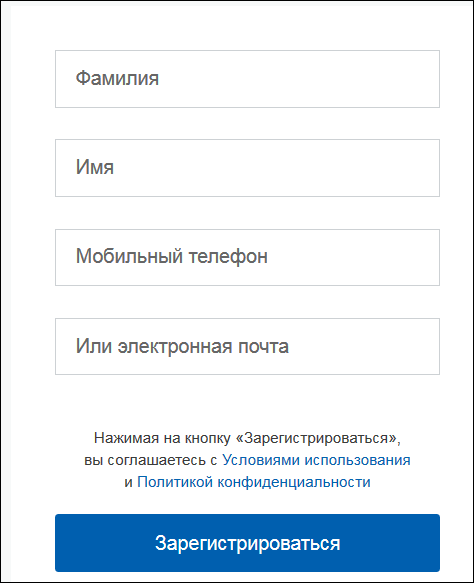 Фамилия
Имя
Мобильный телефон
Или электронная почта
Нажимая на кнопку «Зарегистрироваться»,
вы соглашаетесь с Условиями использования
и Политикой конфиденциальности
Зарегистрироваться